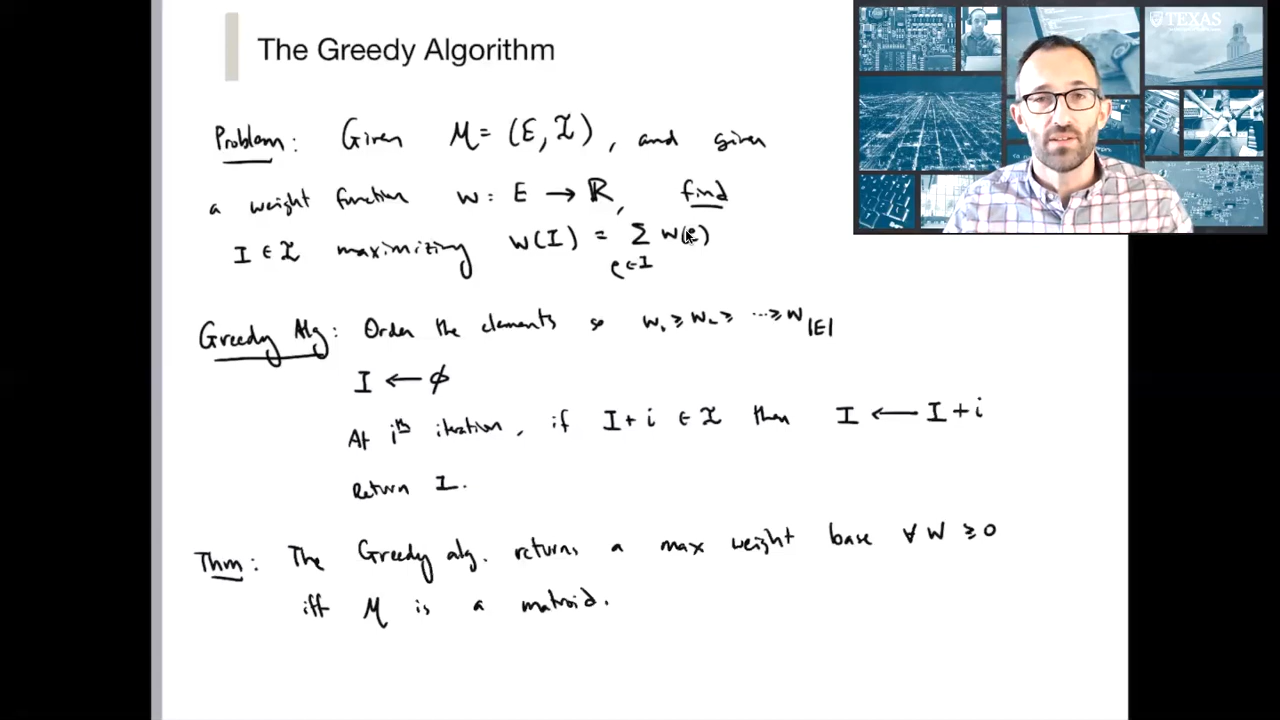 The Greedy Algorithm
TEXAS
Problem: Given M = (E, I), and given
a weight function w: E → ℝ, find
I ∈ I maximizing w(I) = Σ w(e)
e∈I
Greedy Alg: Order the elements so w₁ ≥ w₂ ≥ ... ≥ w|E|
I ← ∅
At iᵗʰ iteration, if I + i ∈ I then I ← I + i
Return I.
Thm: The Greedy alg. returns a max weight base ∀ w ≥ 0
iff M is a matroid.